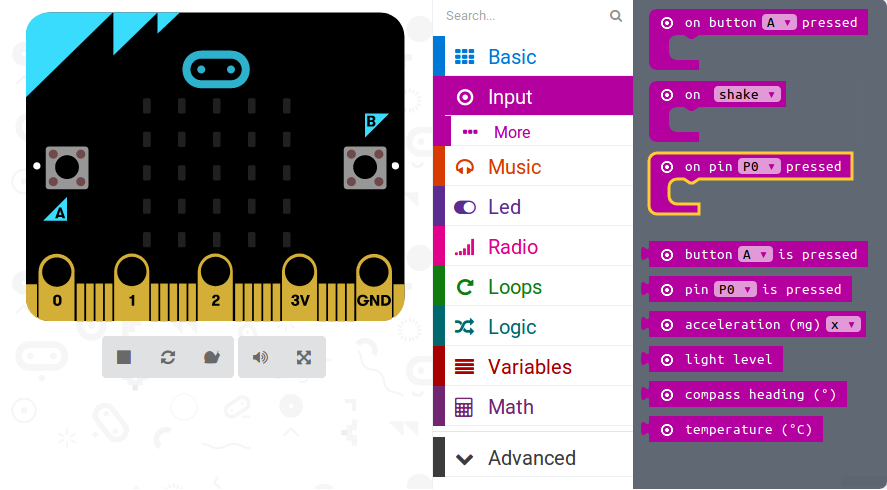 B
A
0 1 2 3V GND
Search...
Basic
Input
More
Music
Led
Radio
Loops
Logic
Variables
Math
Advanced
on button A ▼ pressed
on shake ▼
on pin P0 ▼ pressed
button A ▼ is pressed
pin P0 ▼ is pressed
acceleration (mg) x ▼
light level
compass heading (°)
temperature (°C)